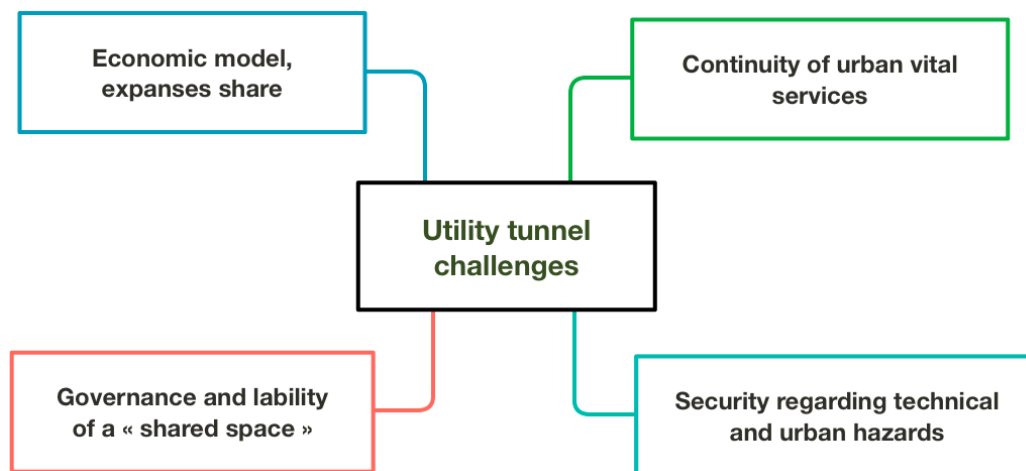 Economic model,
expanses share
Continuity of urban vital
services
Utility tunnel
challenges
Governance and lability
of a « shared space »
Security regarding technical
and urban hazards